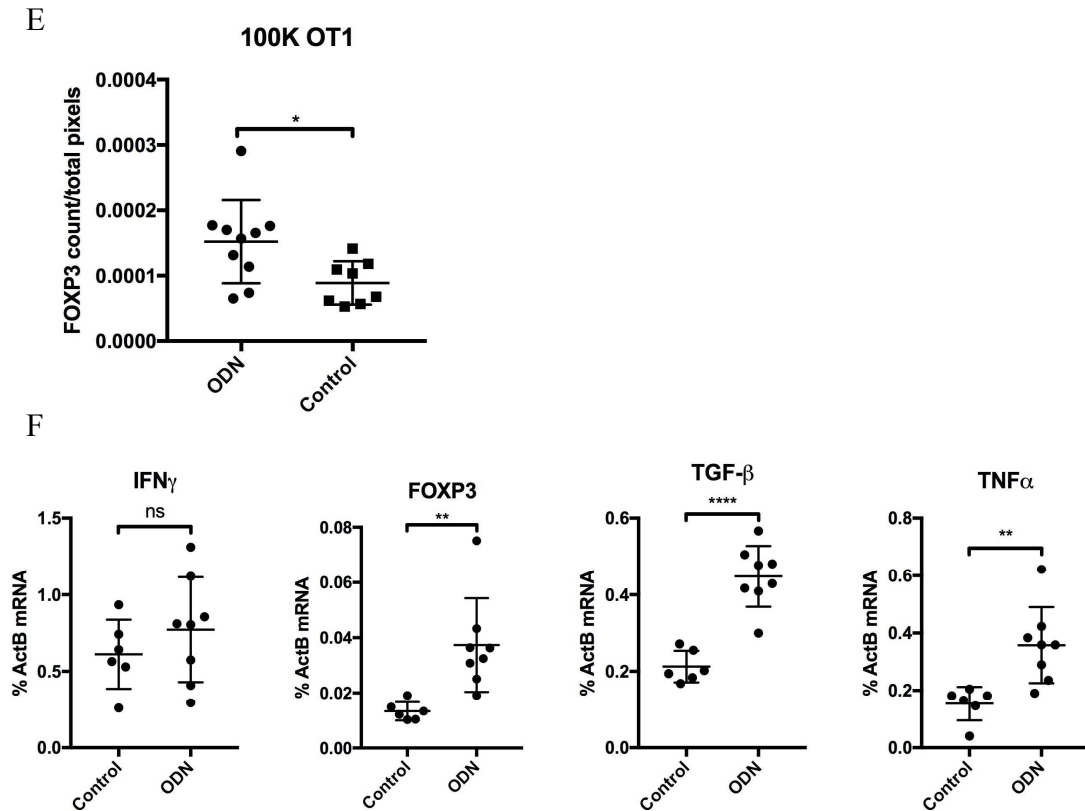 E
100K OT1
FOXP3 count/total pixels
0.0004
0.0003
0.0002
0.0001
0.0000
*
ODN
Control
F
IFNγ
% ActB mRNA
1.5
1.0
0.5
0.0
ns
Control
ODN
FOXP3
% ActB mRNA
0.08
0.06
0.04
0.02
0.00
**
Control
ODN
TGF-β
% ActB mRNA
0.6
0.4
0.2
0.0
****
Control
ODN
TNFα
% ActB mRNA
0.8
0.6
0.4
0.2
0.0
**
Control
ODN